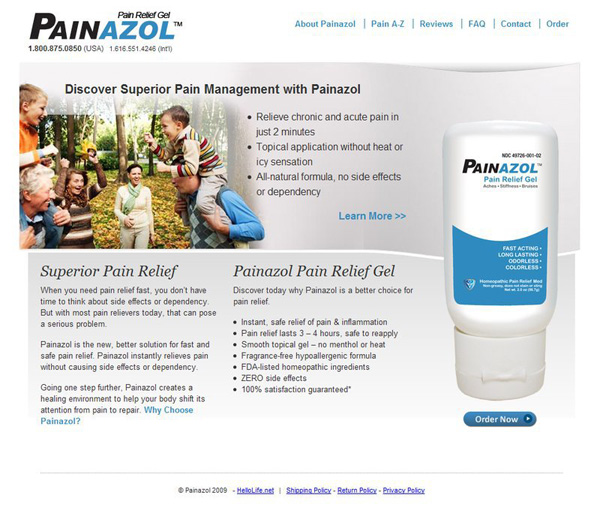 Pain Relief Gel
PAINAZOL™
1.800.875.0850 (USA) 1.616.551.4246 (Int'l)
About Painazol | Pain A-Z | Reviews | FAQ | Contact | Order
Discover Superior Pain Management with Painazol
• Relieve chronic and acute pain in
just 2 minutes
• Topical application without heat or
icy sensation
• All-natural formula, no side effects
or dependency
Learn More >>
NDC 49726-001-02
PAINAZOL™
Pain Relief Gel
Aches • Stiffness • Bruises
FAST ACTING •
LONG LASTING •
ODORLESS •
COLORLESS •
Homeopathic Pain Relief Med
Superior Pain Relief
When you need pain relief fast, you don't have
time to think about side effects or dependency.
But with most pain relievers today, that can pose
a serious problem.
Painazol is the new, better solution for fast and
safe pain relief. Painazol instantly relieves pain
without causing side effects or dependency.
Going one step further, Painazol creates a
healing environment to help your body shift its
attention from pain to repair. Why Choose
Painazol?
Painazol Pain Relief Gel
Discover today why Painazol is a better choice for
pain relief.
• Instant, safe relief of pain & inflammation
• Pain relief lasts 3 – 4 hours, safe to reapply
• Smooth topical gel – no menthol or heat
• Fragrance-free hypoallergenic formula
• FDA-listed homeopathic ingredients
• ZERO side effects
• 100% satisfaction guaranteed*
Order Now
© Painazol 2009 - HelloLife.net | Shipping Policy - Return Policy - Privacy Policy